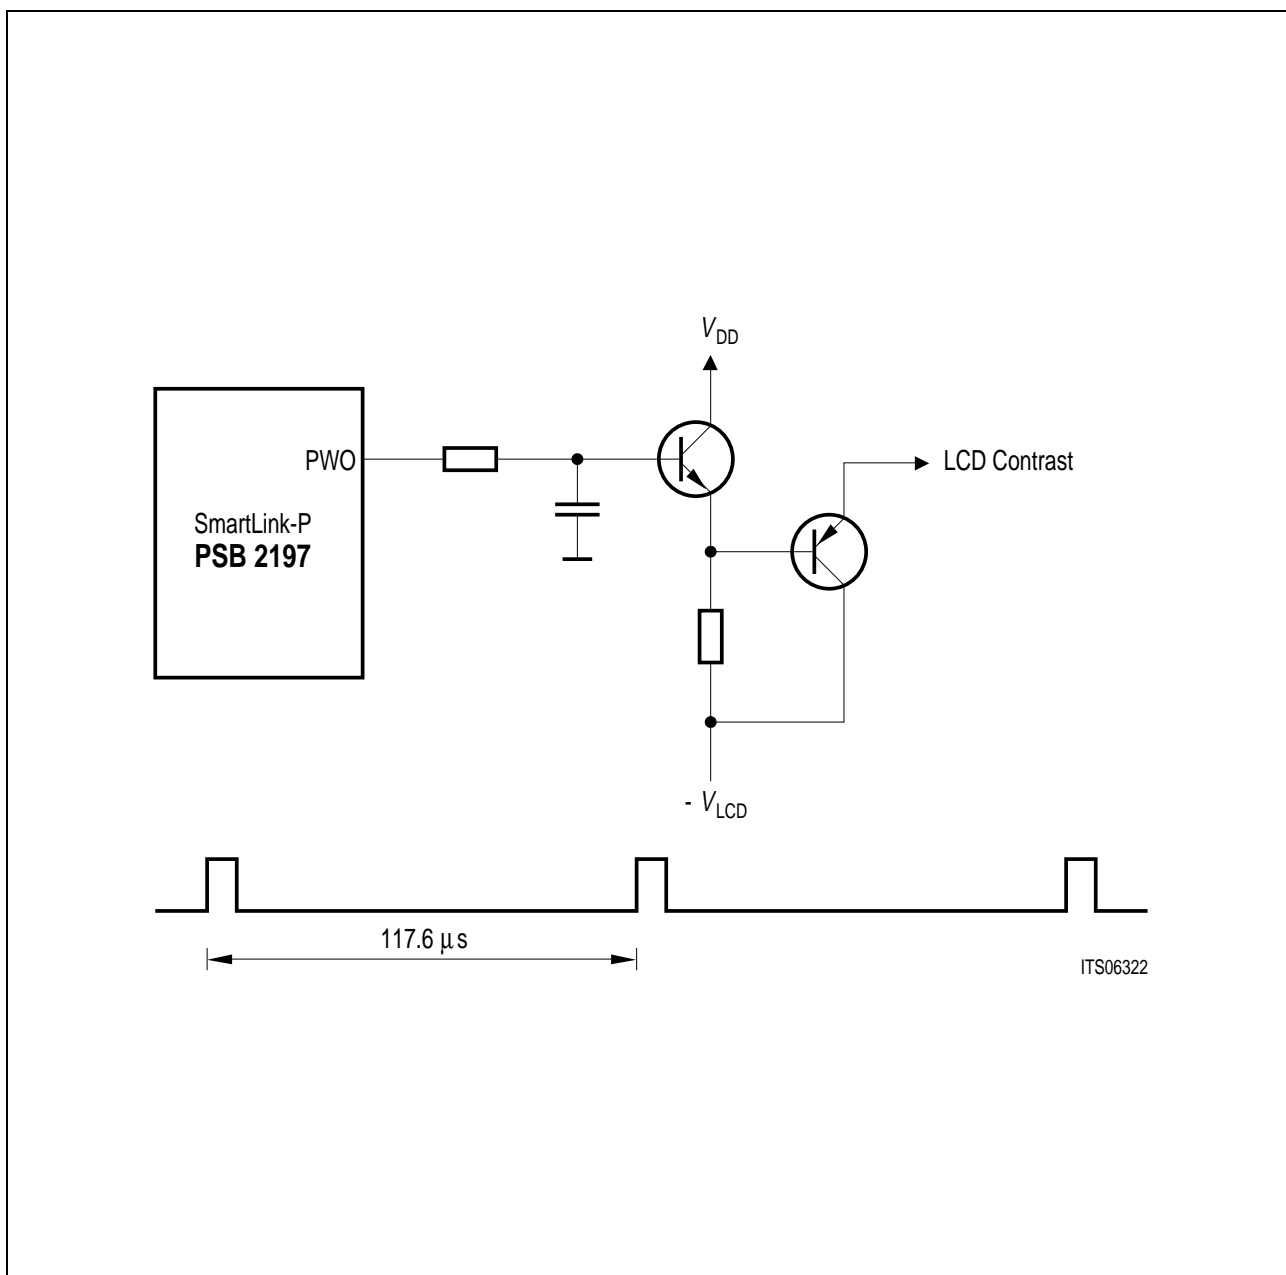 V_DD
PWO
LCD Contrast
SmartLink-P
PSB 2197
- V_LCD
117.6 μs
ITS06322